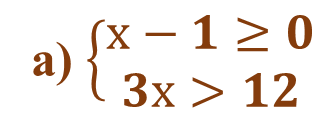 a) { x − 1 ≥ 0
3x > 12